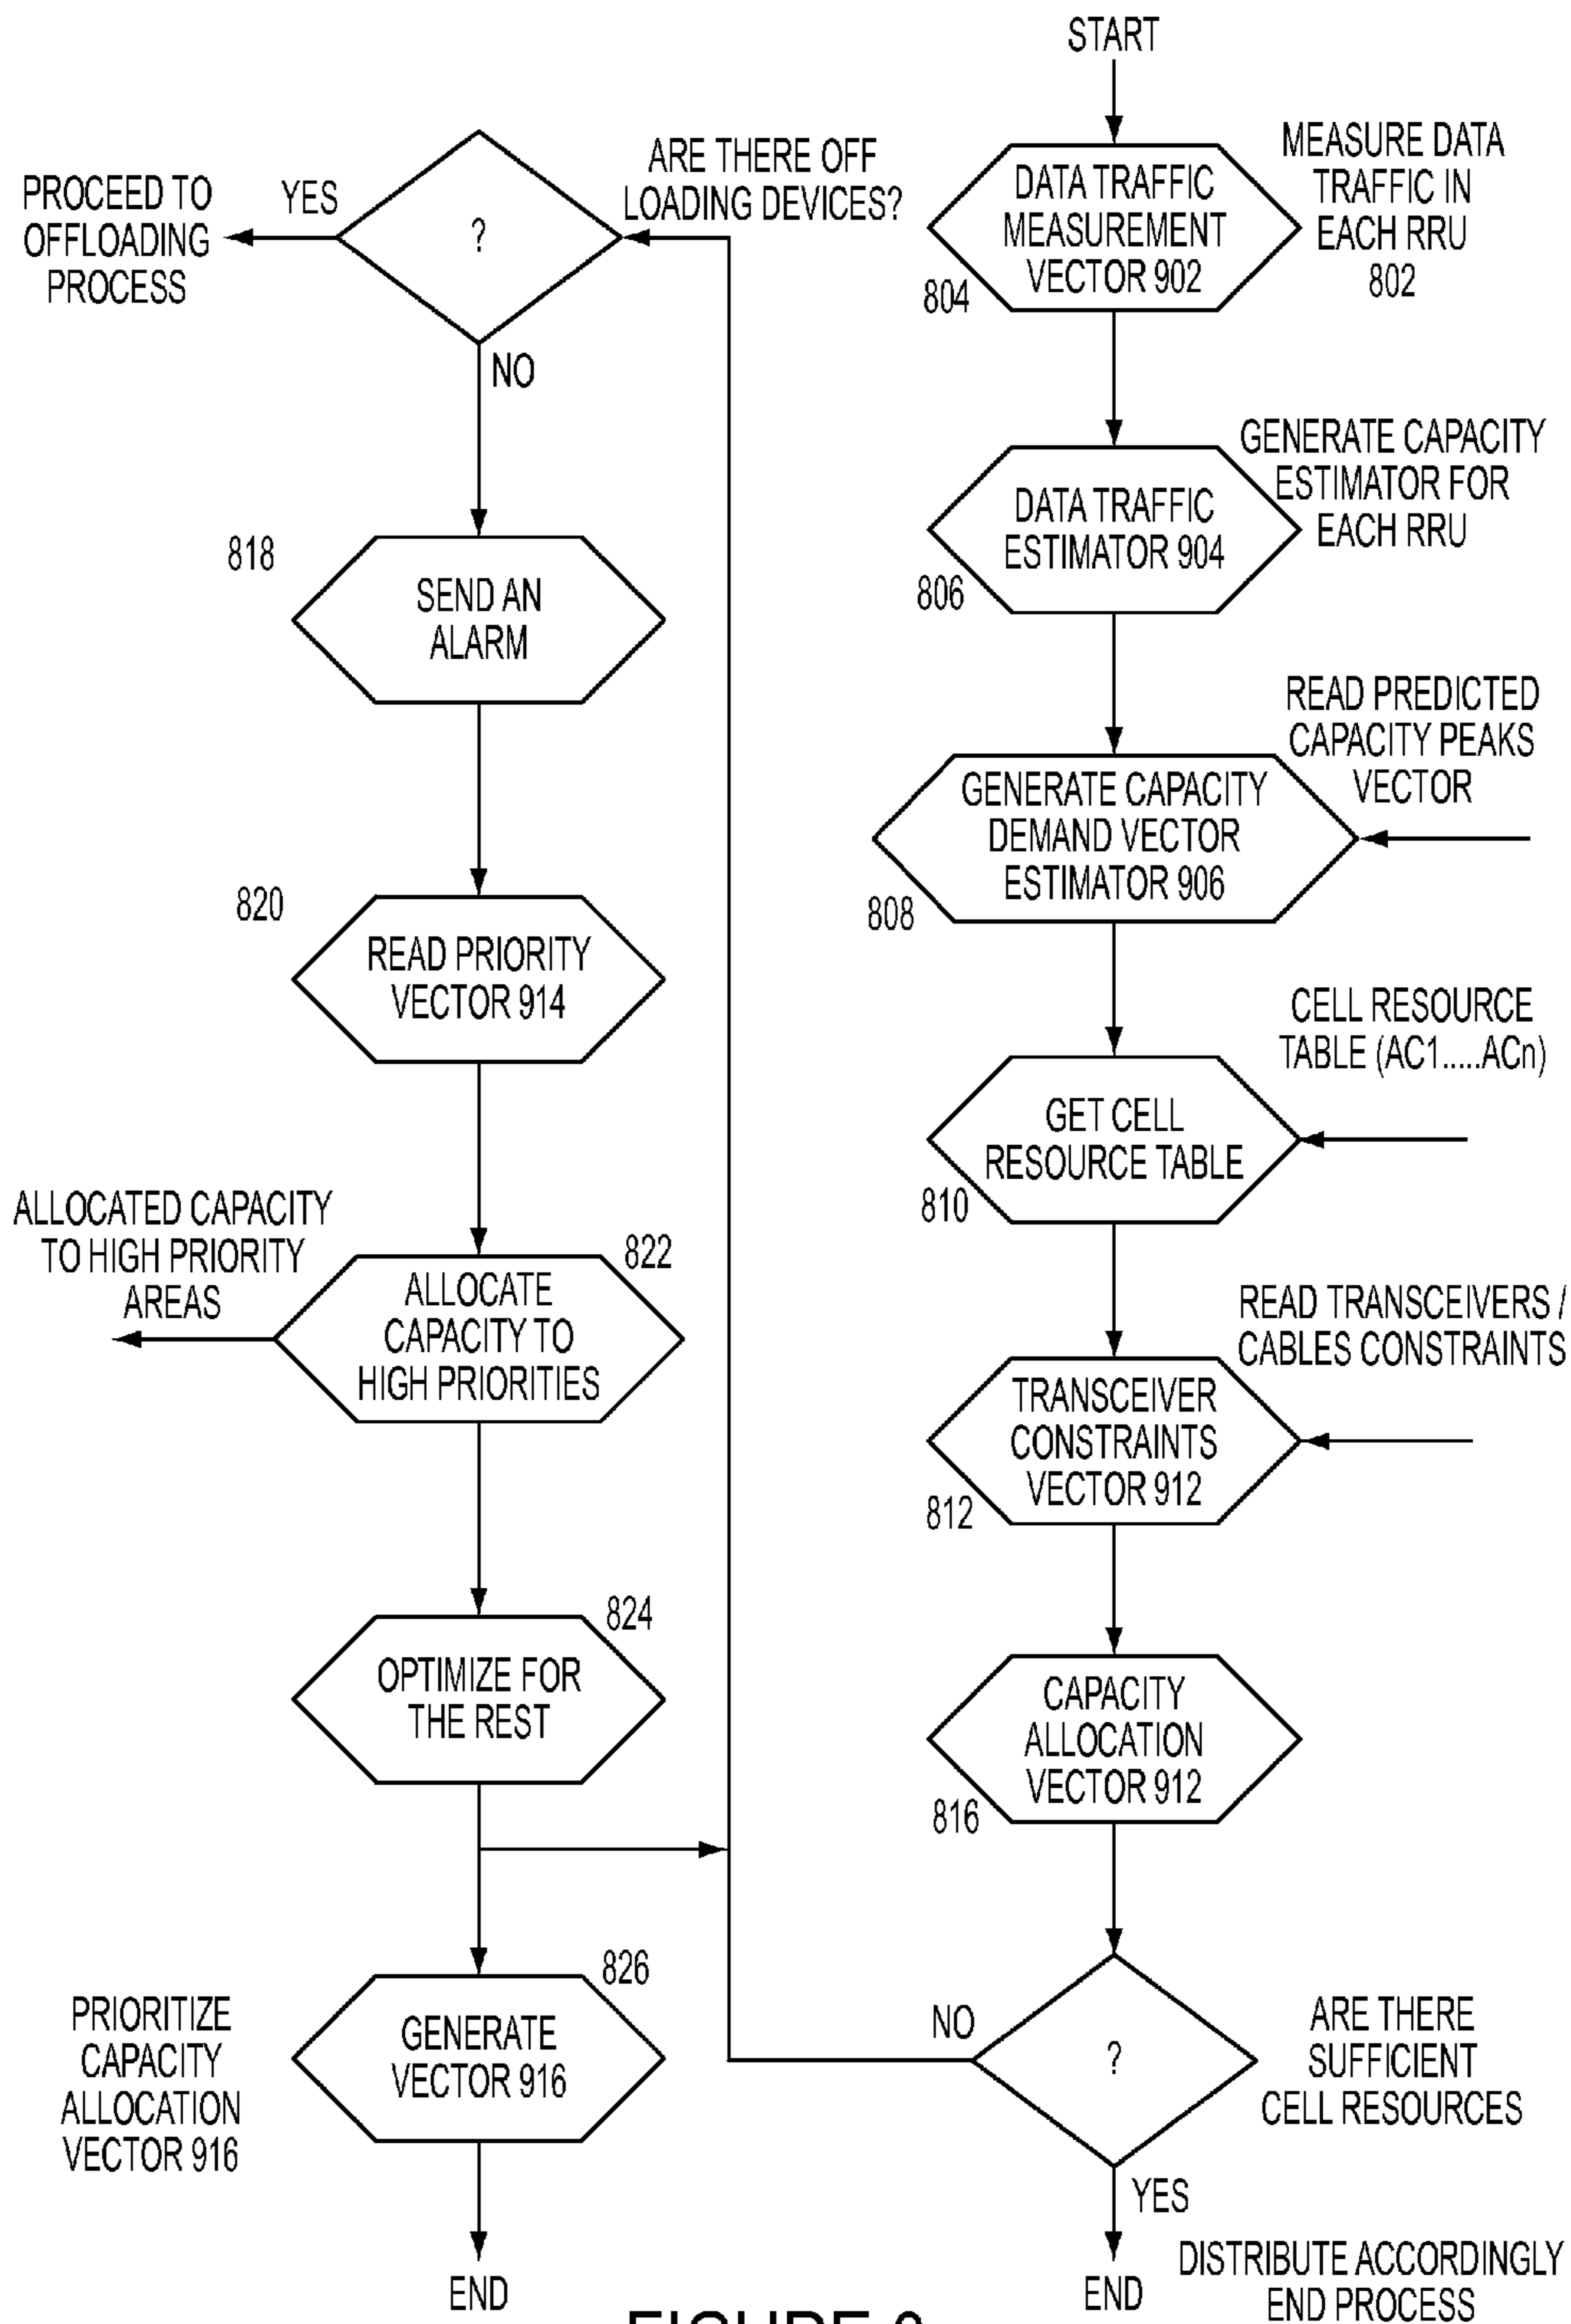 START
DATA TRAFFIC
MEASUREMENT
VECTOR 902
804
MEASURE DATA
TRAFFIC IN
EACH RRU
802
DATA TRAFFIC
ESTIMATOR 904
806
GENERATE CAPACITY
ESTIMATOR FOR
EACH RRU
GENERATE CAPACITY
DEMAND VECTOR
ESTIMATOR 906
808
READ PREDICTED
CAPACITY PEAKS
VECTOR
GET CELL
RESOURCE TABLE
810
CELL RESOURCE
TABLE (AC1.....ACn)
TRANSCEIVER
CONSTRAINTS
VECTOR 912
812
READ TRANSCEIVERS /
CABLES CONSTRAINTS
CAPACITY
ALLOCATION
VECTOR 912
816
?
ARE THERE
SUFFICIENT
CELL RESOURCES
NO
YES
END
DISTRIBUTE ACCORDINGLY
END PROCESS
ARE THERE OFF
LOADING DEVICES?
?
YES
PROCEED TO
OFFLOADING
PROCESS
NO
818
SEND AN
ALARM
820
READ PRIORITY
VECTOR 914
822
ALLOCATE
CAPACITY TO
HIGH PRIORITIES
ALLOCATED CAPACITY
TO HIGH PRIORITY
AREAS
824
OPTIMIZE FOR
THE REST
826
GENERATE
VECTOR 916
PRIORITIZE
CAPACITY
ALLOCATION
VECTOR 916
END
FIGURE